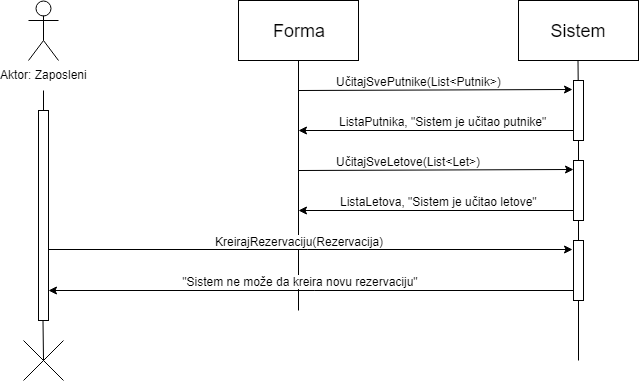 Forma
Sistem
Aktor: Zaposleni
UčitajSvePutnike(List<Putnik>)
ListaPutnika, "Sistem je učitao putnike"
UčitajSveLetove(List<Let>)
ListaLetova, "Sistem je učitao letove"
KreirajRezervaciju(Rezervacija)
"Sistem ne može da kreira novu rezervaciju"